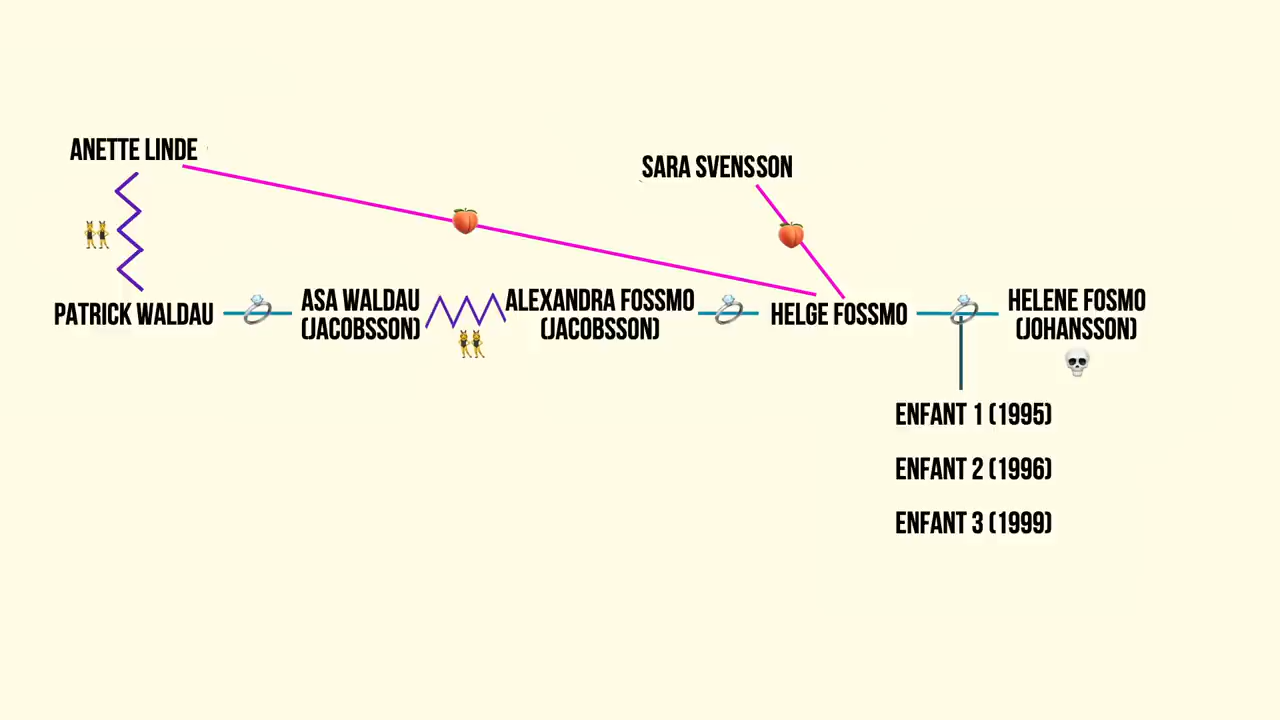 ANETTE LINDE
SARA SVENSSON
PATRICK WALDAU
ASA WALDAU
(JACOBSSON)
ALEXANDRA FOSSMO
(JACOBSSON)
HELGE FOSSMO
HELENE FOSMO
(JOHANSSON)
ENFANT 1 (1995)
ENFANT 2 (1996)
ENFANT 3 (1999)